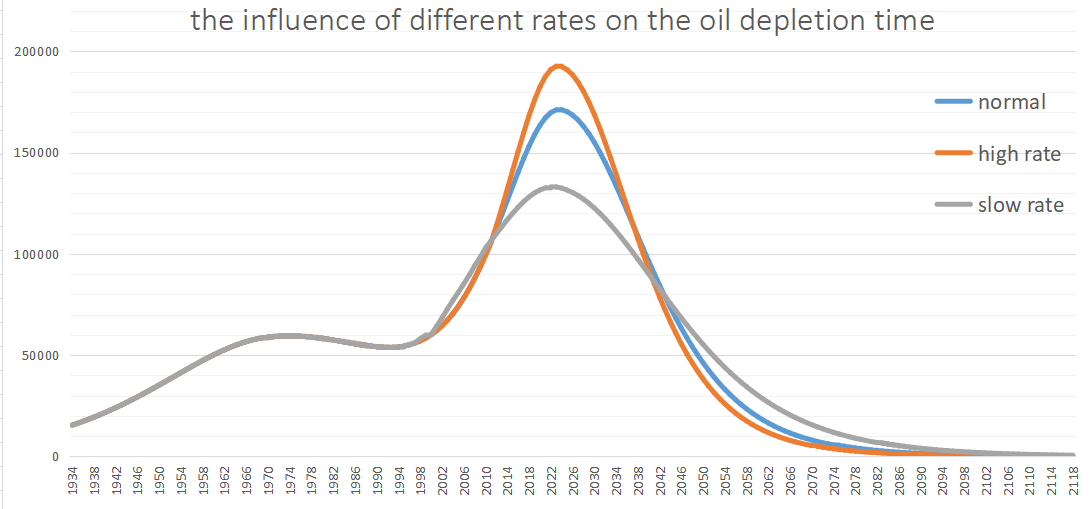 the influence of different rates on the oil depletion time
200000
150000
100000
50000
0
normal
high rate
slow rate
1934 1938 1942 1946 1950 1954 1958 1962 1966 1970 1974 1978 1982 1986 1990 1994 1998 2002 2006 2010 2014 2018 2022 2026 2030 2034 2038 2042 2046 2050 2054 2058 2062 2066 2070 2074 2078 2082 2086 2090 2094 2098 2102 2106 2110 2114 2118